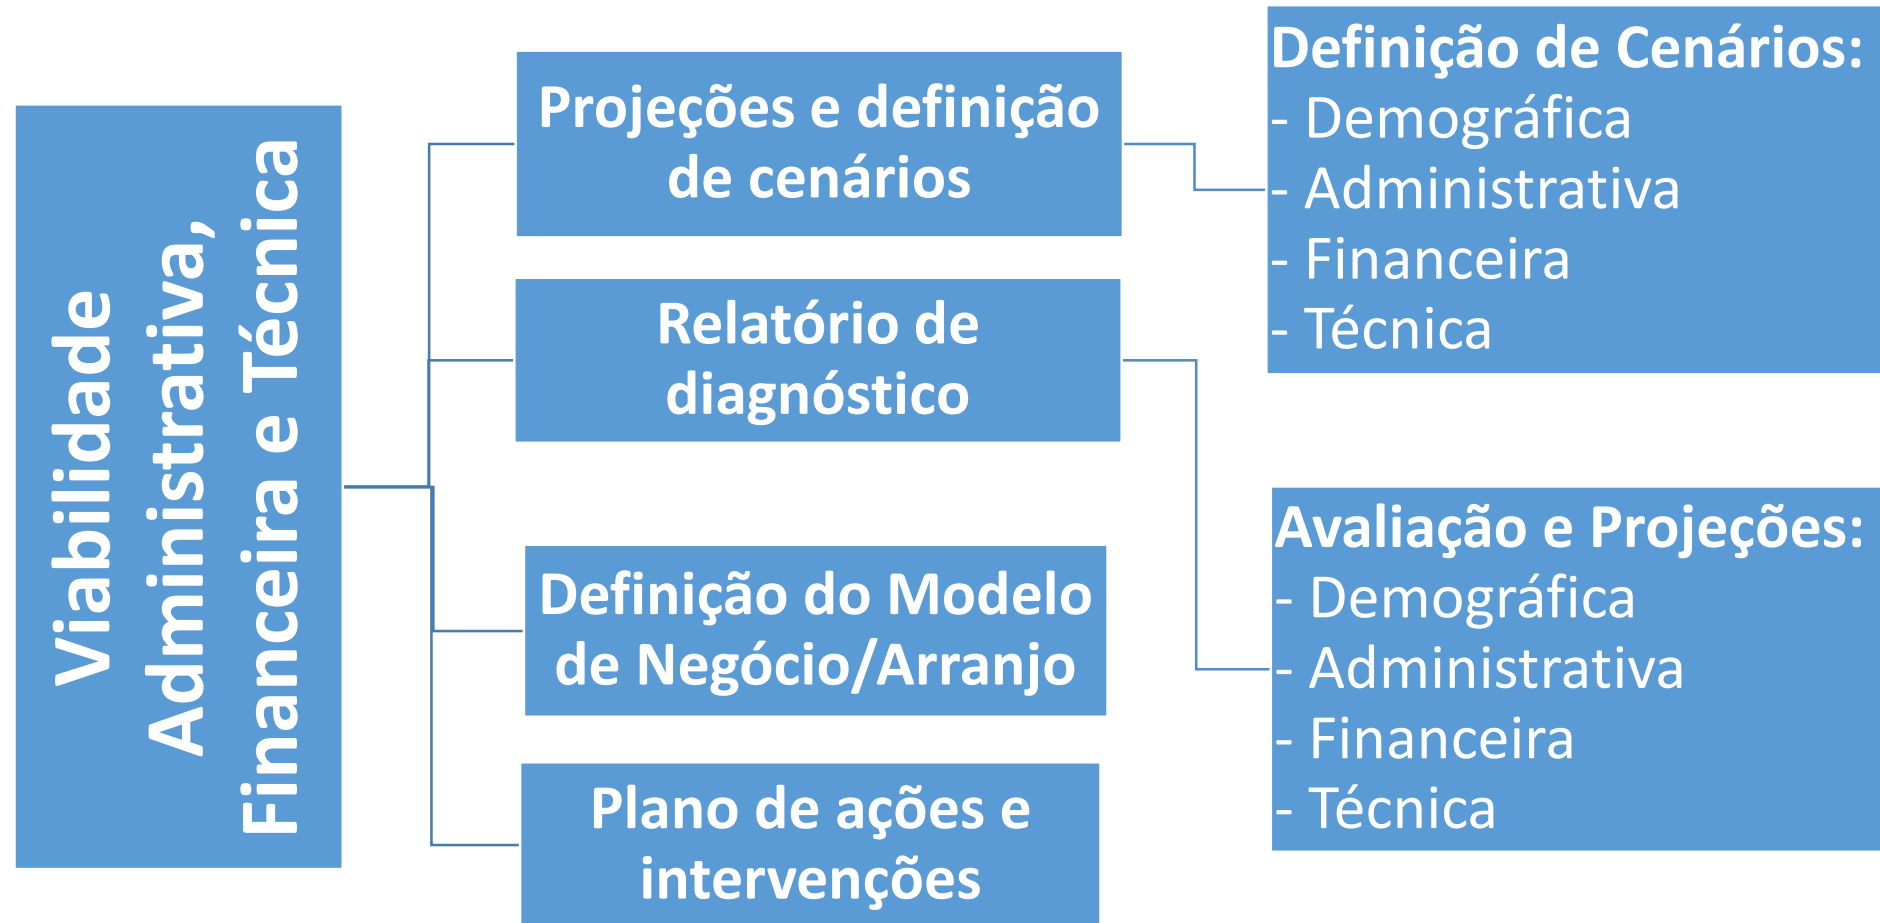 Viabilidade
Administrativa,
Financeira e Técnica
Projeções e definição
de cenários
Relatório de
diagnóstico
Definição do Modelo
de Negócio/Arranjo
Plano de ações e
intervenções
Definição de Cenários:
- Demográfica
- Administrativa
- Financeira
- Técnica
Avaliação e Projeções:
- Demográfica
- Administrativa
- Financeira
- Técnica